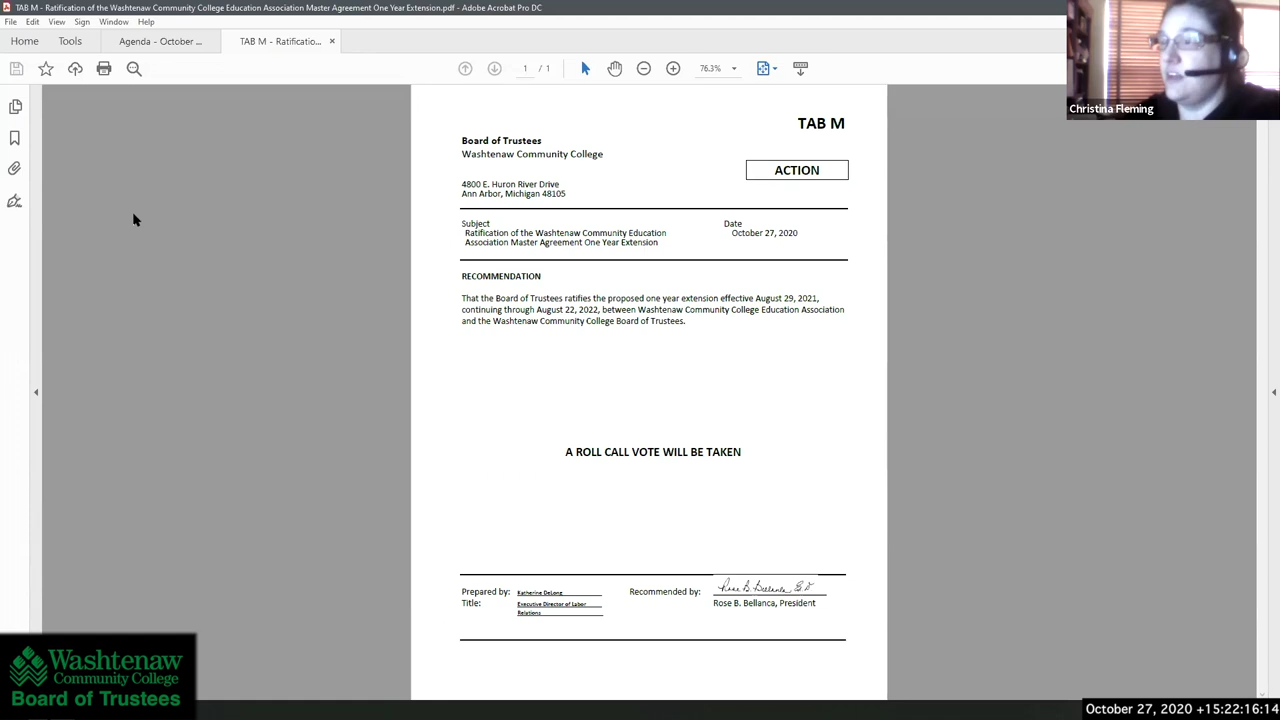 TAB M - Ratification of the Washtenaw Community College Education Association Master Agreement One Year Extension.pdf - Adobe Acrobat Pro DC
File Edit View Sign Window Help
Home Tools Agenda - October ... TAB M - Ratificatio... ×
1 / 1 76.3%
Christina Fleming
TAB M
Board of Trustees
Washtenaw Community College
ACTION
4800 E. Huron River Drive
Ann Arbor, Michigan 48105
Subject Date
Ratification of the Washtenaw Community Education October 27, 2020
Association Master Agreement One Year Extension
RECOMMENDATION
That the Board of Trustees ratifies the proposed one year extension effective August 29, 2021,
continuing through August 22, 2022, between Washtenaw Community College Education Association
and the Washtenaw Community College Board of Trustees.
A ROLL CALL VOTE WILL BE TAKEN
Prepared by: Katherine DeLong Recommended by: Rose B. Bellanca
Title: Executive Director of Labor Rose B. Bellanca, President
Relations
Washtenaw
Community College
Board of Trustees
October 27, 2020 +15:22:16:14